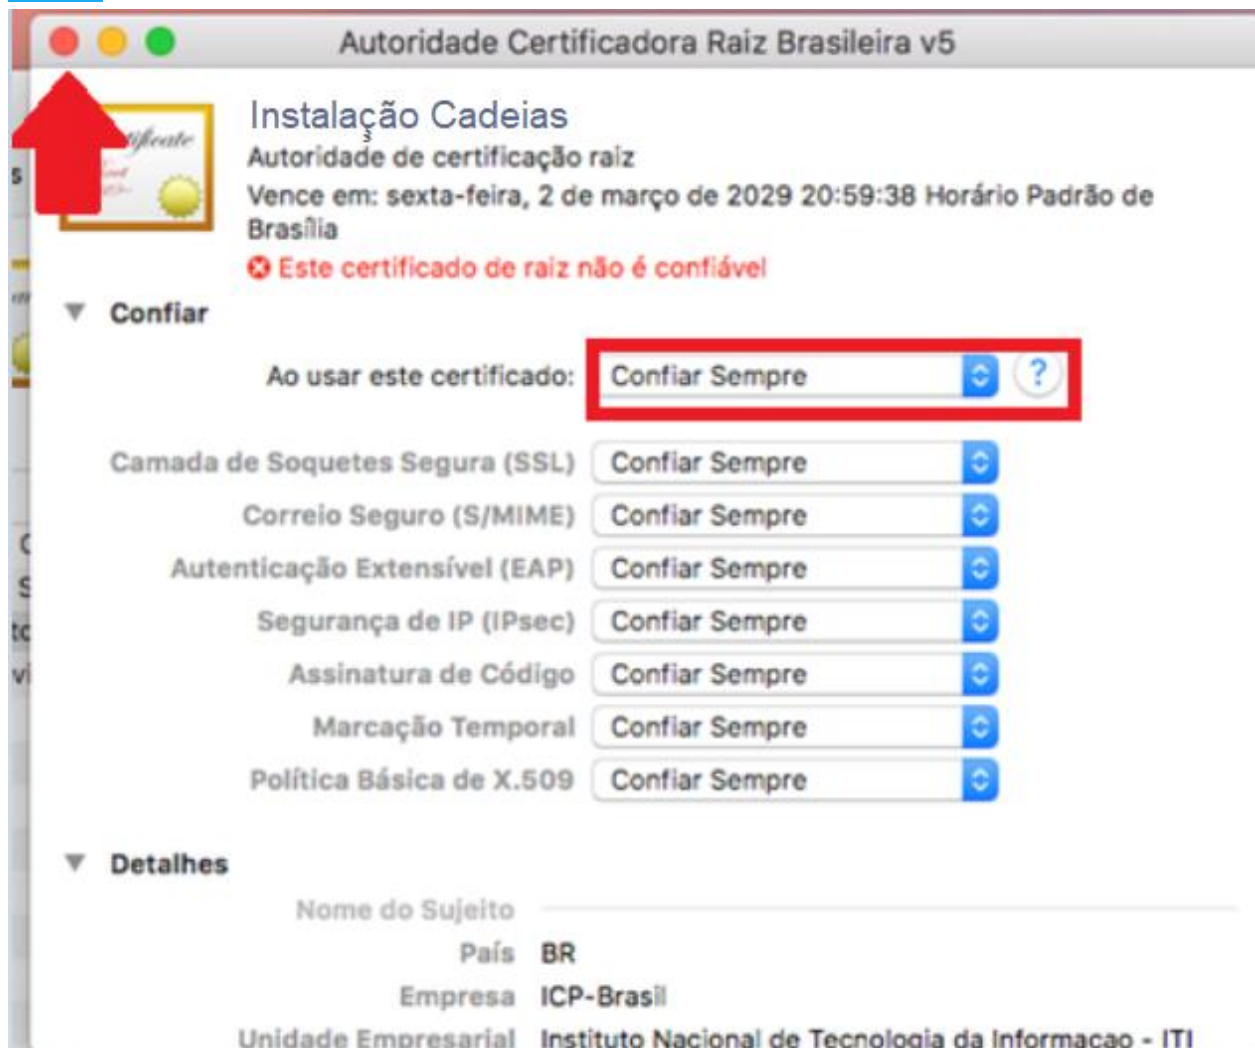 Autoridade Certificadora Raiz Brasileira v5
Instalação Cadeias
Autoridade de certificação raiz
Vence em: sexta-feira, 2 de março de 2029 20:59:38 Horário Padrão de
Brasília
Este certificado de raiz não é confiável
Confiar
Ao usar este certificado: Confiar Sempre ?
Camada de Soquetes Segura (SSL) Confiar Sempre
Correio Seguro (S/MIME) Confiar Sempre
Autenticação Extensível (EAP) Confiar Sempre
Segurança de IP (IPsec) Confiar Sempre
Assinatura de Código Confiar Sempre
Marcação Temporal Confiar Sempre
Política Básica de X.509 Confiar Sempre
Detalhes
Nome do Sujeito
País BR
Empresa ICP-Brasil
Unidade Empresarial Instituto Nacional de Tecnologia da Informacao - ITI